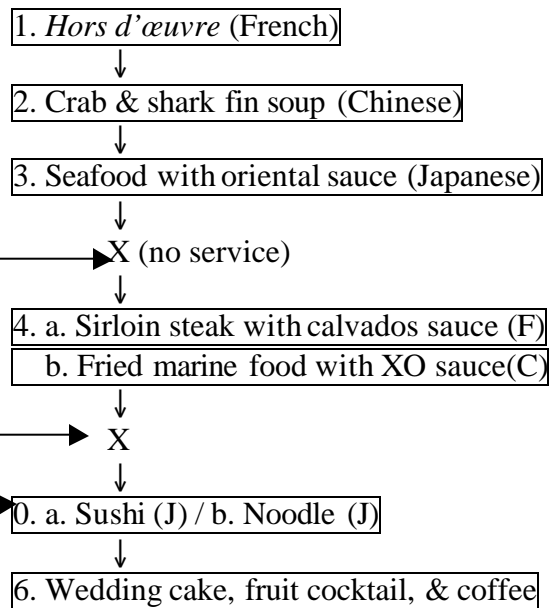 1. Hors d'œuvre (French)
2. Crab & shark fin soup (Chinese)
3. Seafood with oriental sauce (Japanese)
X (no service)
4. a. Sirloin steak with calvados sauce (F)
b. Fried marine food with XO sauce(C)
X
0. a. Sushi (J) / b. Noodle (J)
6. Wedding cake, fruit cocktail, & coffee